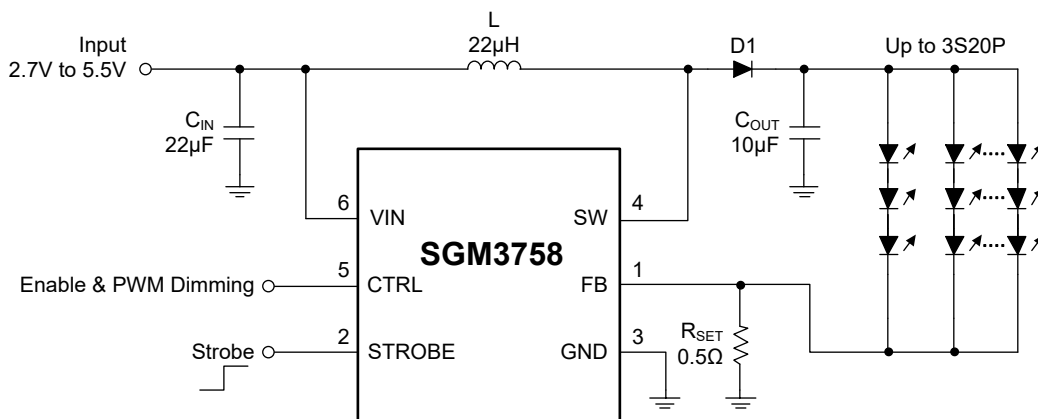 L
22µH
Input
2.7V to 5.5V
D1
Up to 3S20P
CIN
22µF
COUT
10µF
6
VIN
SW
4
SGM3758
Enable & PWM Dimming
5
CTRL
FB
1
Strobe
2
STROBE
GND
3
RSET
0.5Ω